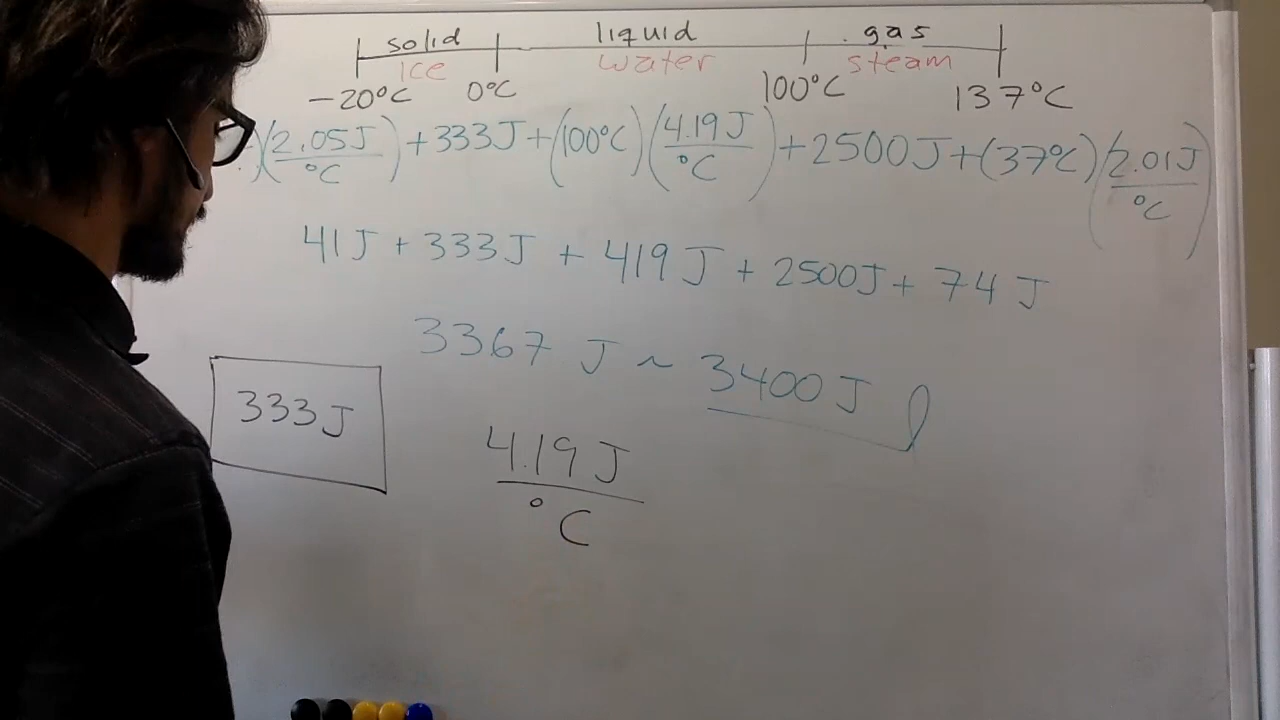 solid liquid . gas
ice water steam
-20°C 0°C 100°C 137°C
.)(2.05J/°C) + 333J + (100°C)(4.19J/°C) + 2500J + (37°C)(2.01J/°C)
41J + 333J + 419J + 2500J + 74J
3367 J ~ 3400J
333J
4.19J
°C